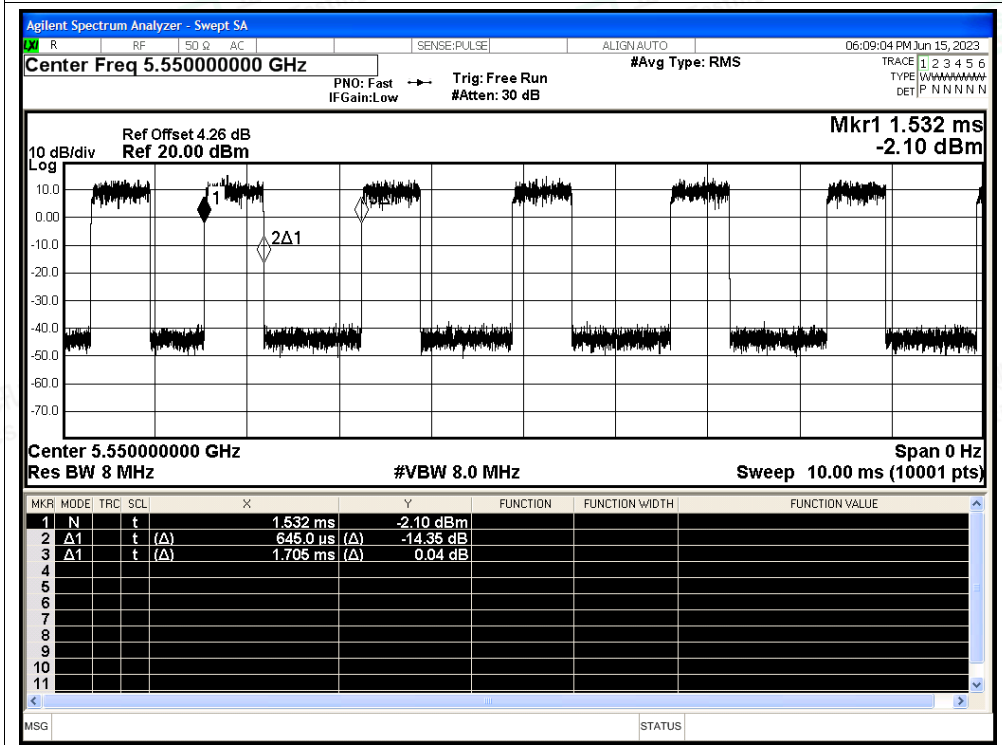 Agilent Spectrum Analyzer - Swept SA
LXI R RF 50 Ω AC SENSE:PULSE ALIGN AUTO 06:09:04 PM Jun 15, 2023
Center Freq 5.550000000 GHz #Avg Type: RMS TRACE 1 2 3 4 5 6
PNO: Fast Trig: Free Run TYPE W
IFGain:Low #Atten: 30 dB DET P N N N N N
Mkr1 1.532 ms
Ref Offset 4.26 dB
10 dB/div Ref 20.00 dBm -2.10 dBm
Log
10.0
1
0.00
-10.0
2Δ1
-20.0
-30.0
-40.0
-50.0
-60.0
-70.0
Center 5.550000000 GHz Span 0 Hz
Res BW 8 MHz #VBW 8.0 MHz Sweep 10.00 ms (10001 pts)
MKR MODE TRC SCL X Y FUNCTION FUNCTION WIDTH FUNCTION VALUE
1 N t 1.532 ms -2.10 dBm
2 Δ1 t (Δ) 645.0 µs (Δ) -14.35 dB
3 Δ1 t (Δ) 1.705 ms (Δ) 0.04 dB
4
5
6
7
8
9
10
11
MSG STATUS